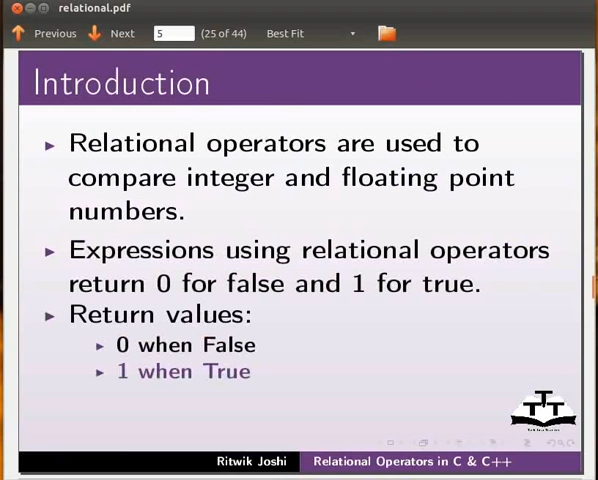 relational.pdf
Previous Next 5 (25 of 44) Best Fit
Introduction
Relational operators are used to
compare integer and floating point
numbers.
Expressions using relational operators
return 0 for false and 1 for true.
Return values:
0 when False
1 when True
Ritwik Joshi Relational Operators in C & C++